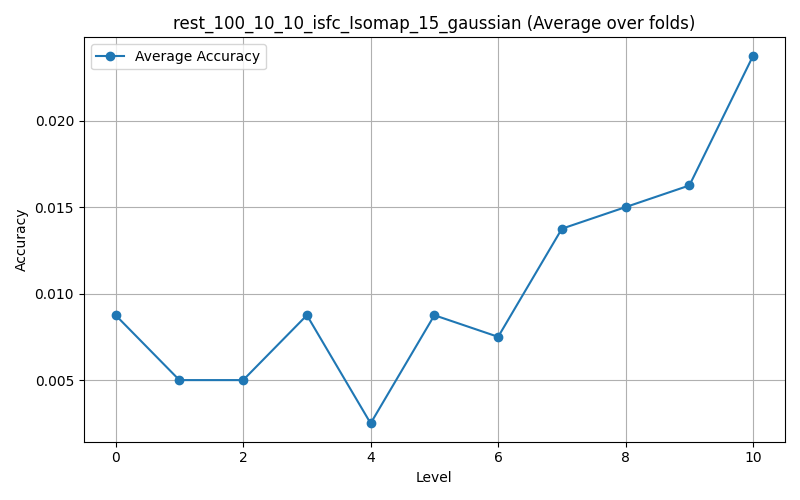 rest_100_10_10_isfc_Isomap_15_gaussian (Average over folds)
Average Accuracy
0.020
0.015
0.010
0.005
Accuracy
0 2 4 6 8 10
Level